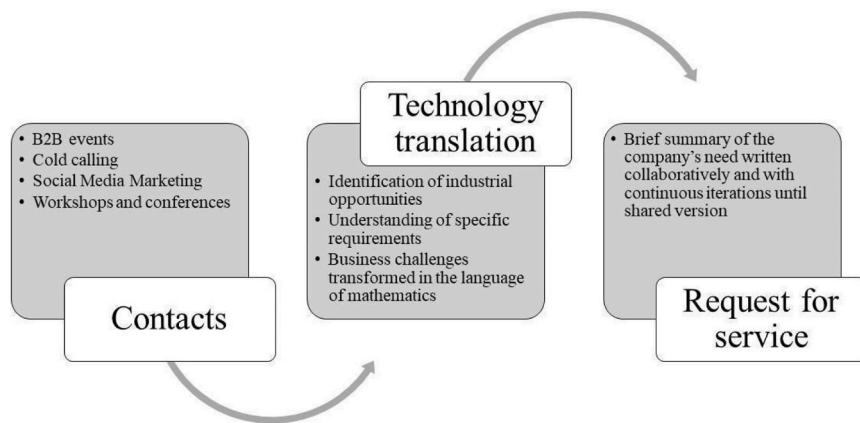 • B2B events
• Cold calling
• Social Media Marketing
• Workshops and conferences
Contacts
Technology
translation
• Identification of industrial
opportunities
• Understanding of specific
requirements
• Business challenges
transformed in the language
of mathematics
• Brief summary of the
company's need written
collaboratively and with
continuous iterations until
shared version
Request for
service